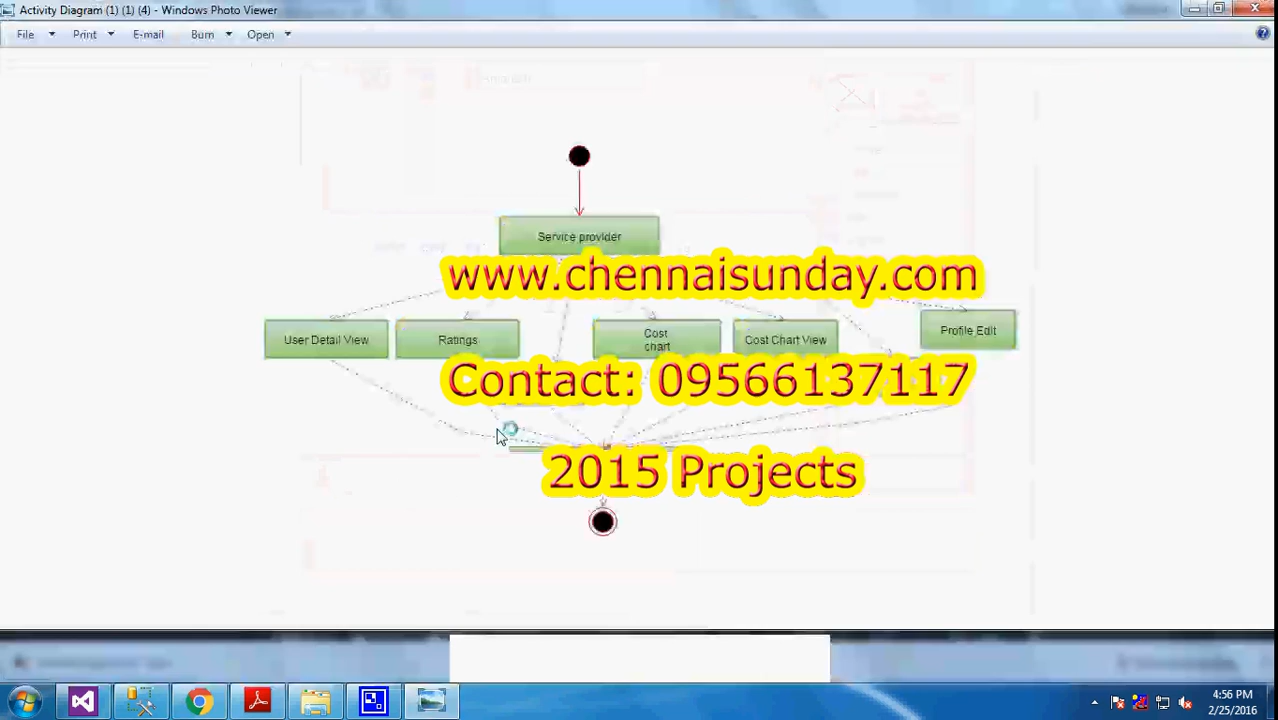 Activity Diagram (1) (1) (4) - Windows Photo Viewer
File Print E-mail Burn Open
Service provider
www.chennaisunday.com
User Detail View
Ratings
Cost
chart
Cost Chart View
Profile Edit
Contact: 09566137117
2015 Projects
4:56 PM
2/25/2016